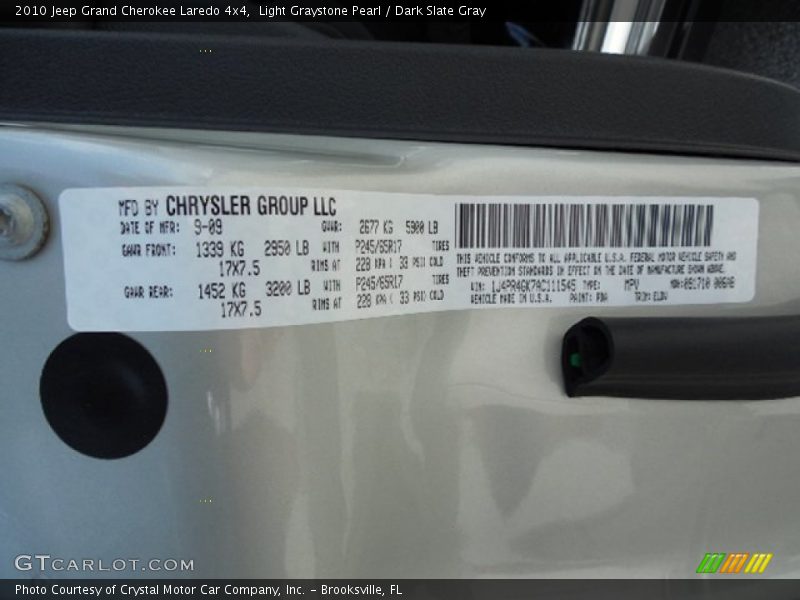 2010 Jeep Grand Cherokee Laredo 4x4,  Light Graystone Pearl / Dark Slate Gray
MFD BY CHRYSLER GROUP LLC
DATE OF MFR: 9-09 GVWR: 2677 KG 5900 LB
GAWR FRONT: 1339 KG 2950 LB WITH P245/65R17 TIRES
17X7.5 RIMS AT 228 KPA ( 33 PSI) COLD
GAWR REAR: 1452 KG 3200 LB WITH P245/65R17 TIRES
17X7.5 RIMS AT 228 KPA ( 33 PSI) COLD
THIS VEHICLE CONFORMS TO ALL APPLICABLE U.S.A. FEDERAL MOTOR VEHICLE SAFETY AND
THEFT PREVENTION STANDARDS IN EFFECT ON THE DATE OF MANUFACTURE SHOWN ABOVE.
VIN: 1J4PR4GK7AC111545 TYPE: MPV
VEHICLE MADE IN U.S.A. PAINT: PDA TRIM:
GTCARLOT.COM
Photo Courtesy of Crystal Motor Car Company, Inc. – Brooksville, FL